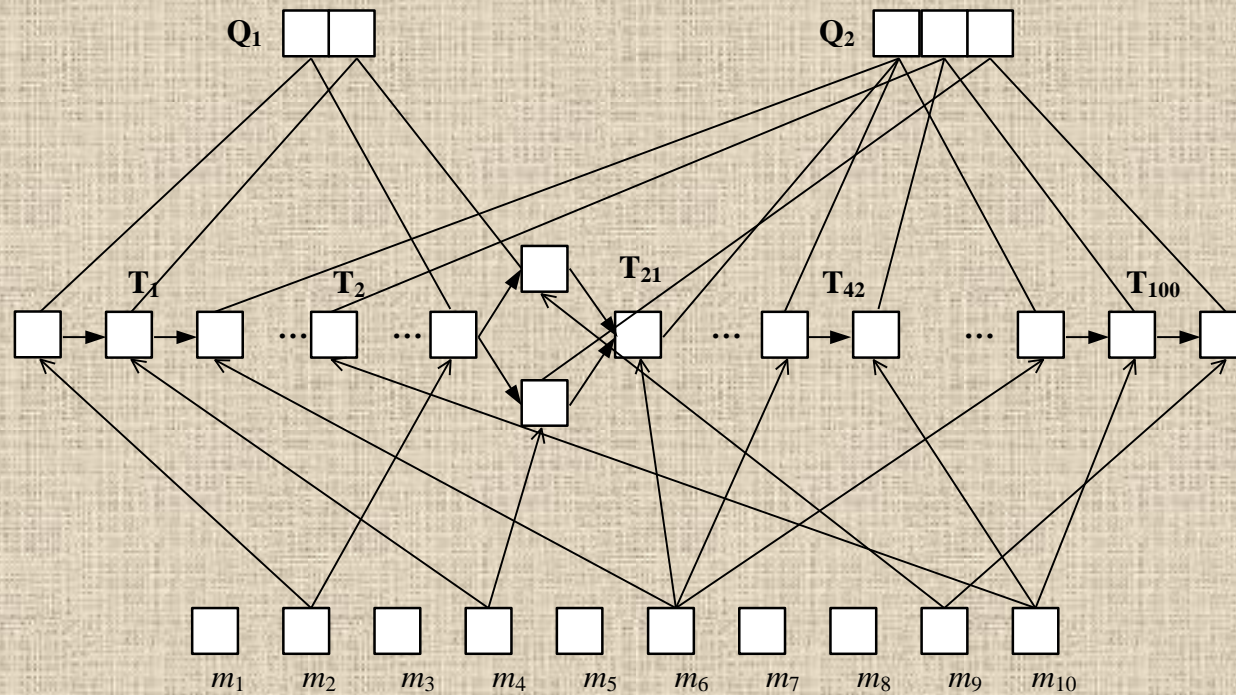 Q₁ Q₂
T₁ T₂ T₂₁ T₄₂ T₁₀₀
... ... ... ...
m₁ m₂ m₃ m₄ m₅ m₆ m₇ m₈ m₉ m₁₀